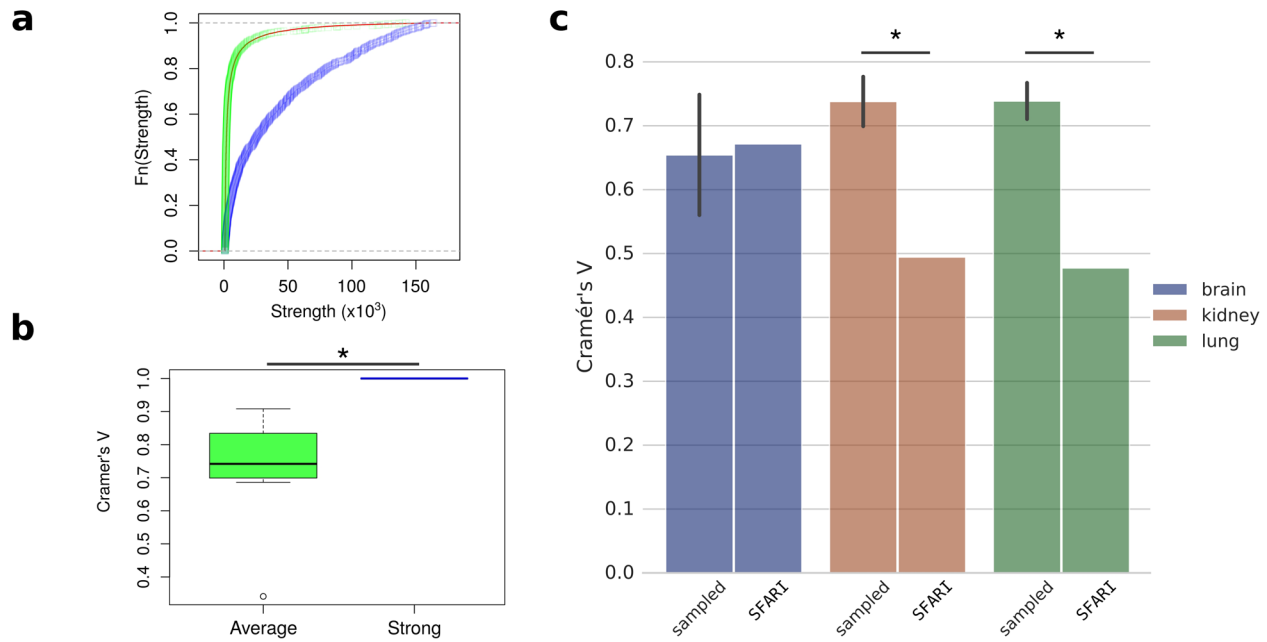 a
Fn(Strength)
1.0
0.8
0.6
0.4
0.2
0.0
0
50
100
150
Strength (x10³)
b
*
Cramer's V
1.0
0.9
0.8
0.7
0.6
0.5
0.4
Average
Strong
c
*
*
Cramér's V
0.8
0.7
0.6
0.5
0.4
0.3
0.2
0.1
0.0
sampled
SFARI
sampled
SFARI
sampled
SFARI
brain
kidney
lung